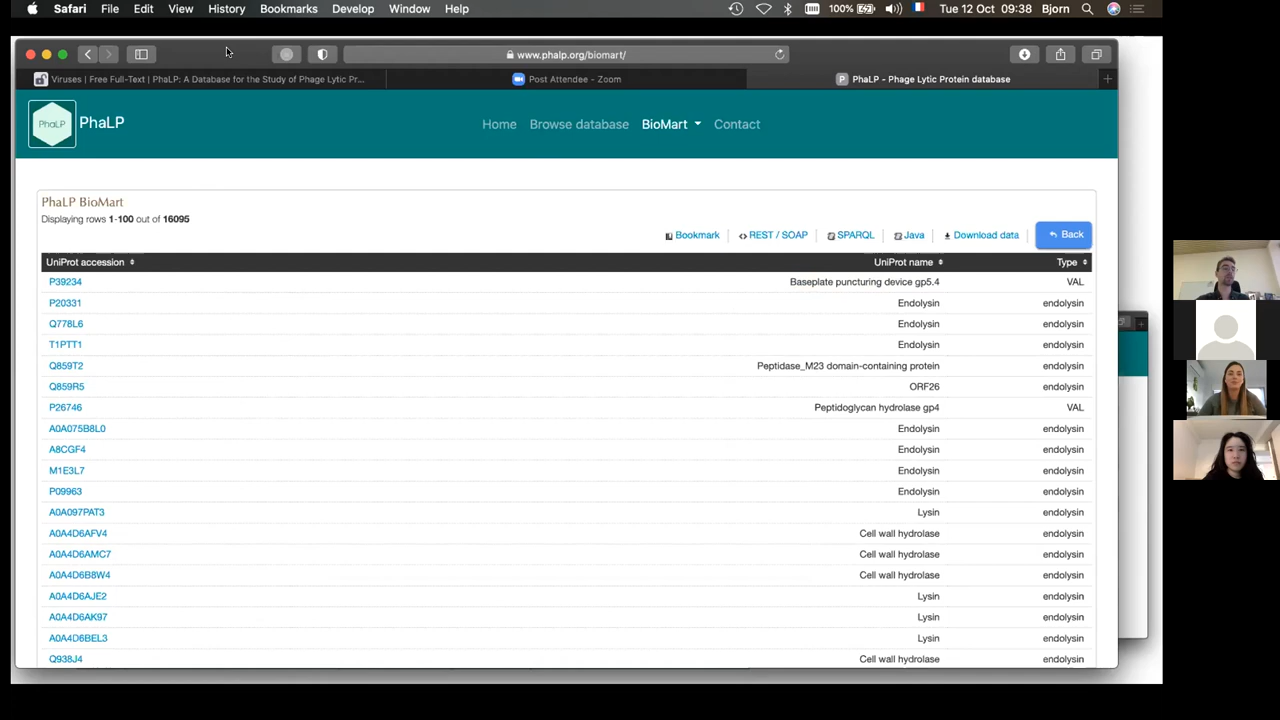 Safari File Edit View History Bookmarks Develop Window Help 100% Tue 12 Oct 09:38 Bjorn
www.phalp.org/biomart/
Viruses | Free Full-Text | PhaLP: A Database for the Study of Phage Lytic Pr... Post Attendee - Zoom P PhaLP - Phage Lytic Protein database
PhaLP PhaLP Home Browse database BioMart Contact
PhaLP BioMart
Displaying rows 1-100 out of 16095
Bookmark REST / SOAP SPARQL Java Download data Back
UniProt accession UniProt name Type
P39234 Baseplate puncturing device gp5.4 VAL
P20331 Endolysin endolysin
Q778L6 Endolysin endolysin
T1PTT1 Endolysin endolysin
Q859T2 Peptidase_M23 domain-containing protein endolysin
Q859R5 ORF26 endolysin
P26746 Peptidoglycan hydrolase gp4 VAL
A0A075B8L0 Endolysin endolysin
A8CGF4 Endolysin endolysin
M1E3L7 Endolysin endolysin
P09963 Endolysin endolysin
A0A097PAT3 Lysin endolysin
A0A4D6AFV4 Cell wall hydrolase endolysin
A0A4D6AMC7 Cell wall hydrolase endolysin
A0A4D6B8W4 Cell wall hydrolase endolysin
A0A4D6AJE2 Lysin endolysin
A0A4D6AK97 Lysin endolysin
A0A4D6BEL3 Lysin endolysin
Q938J4 Cell wall hydrolase endolysin